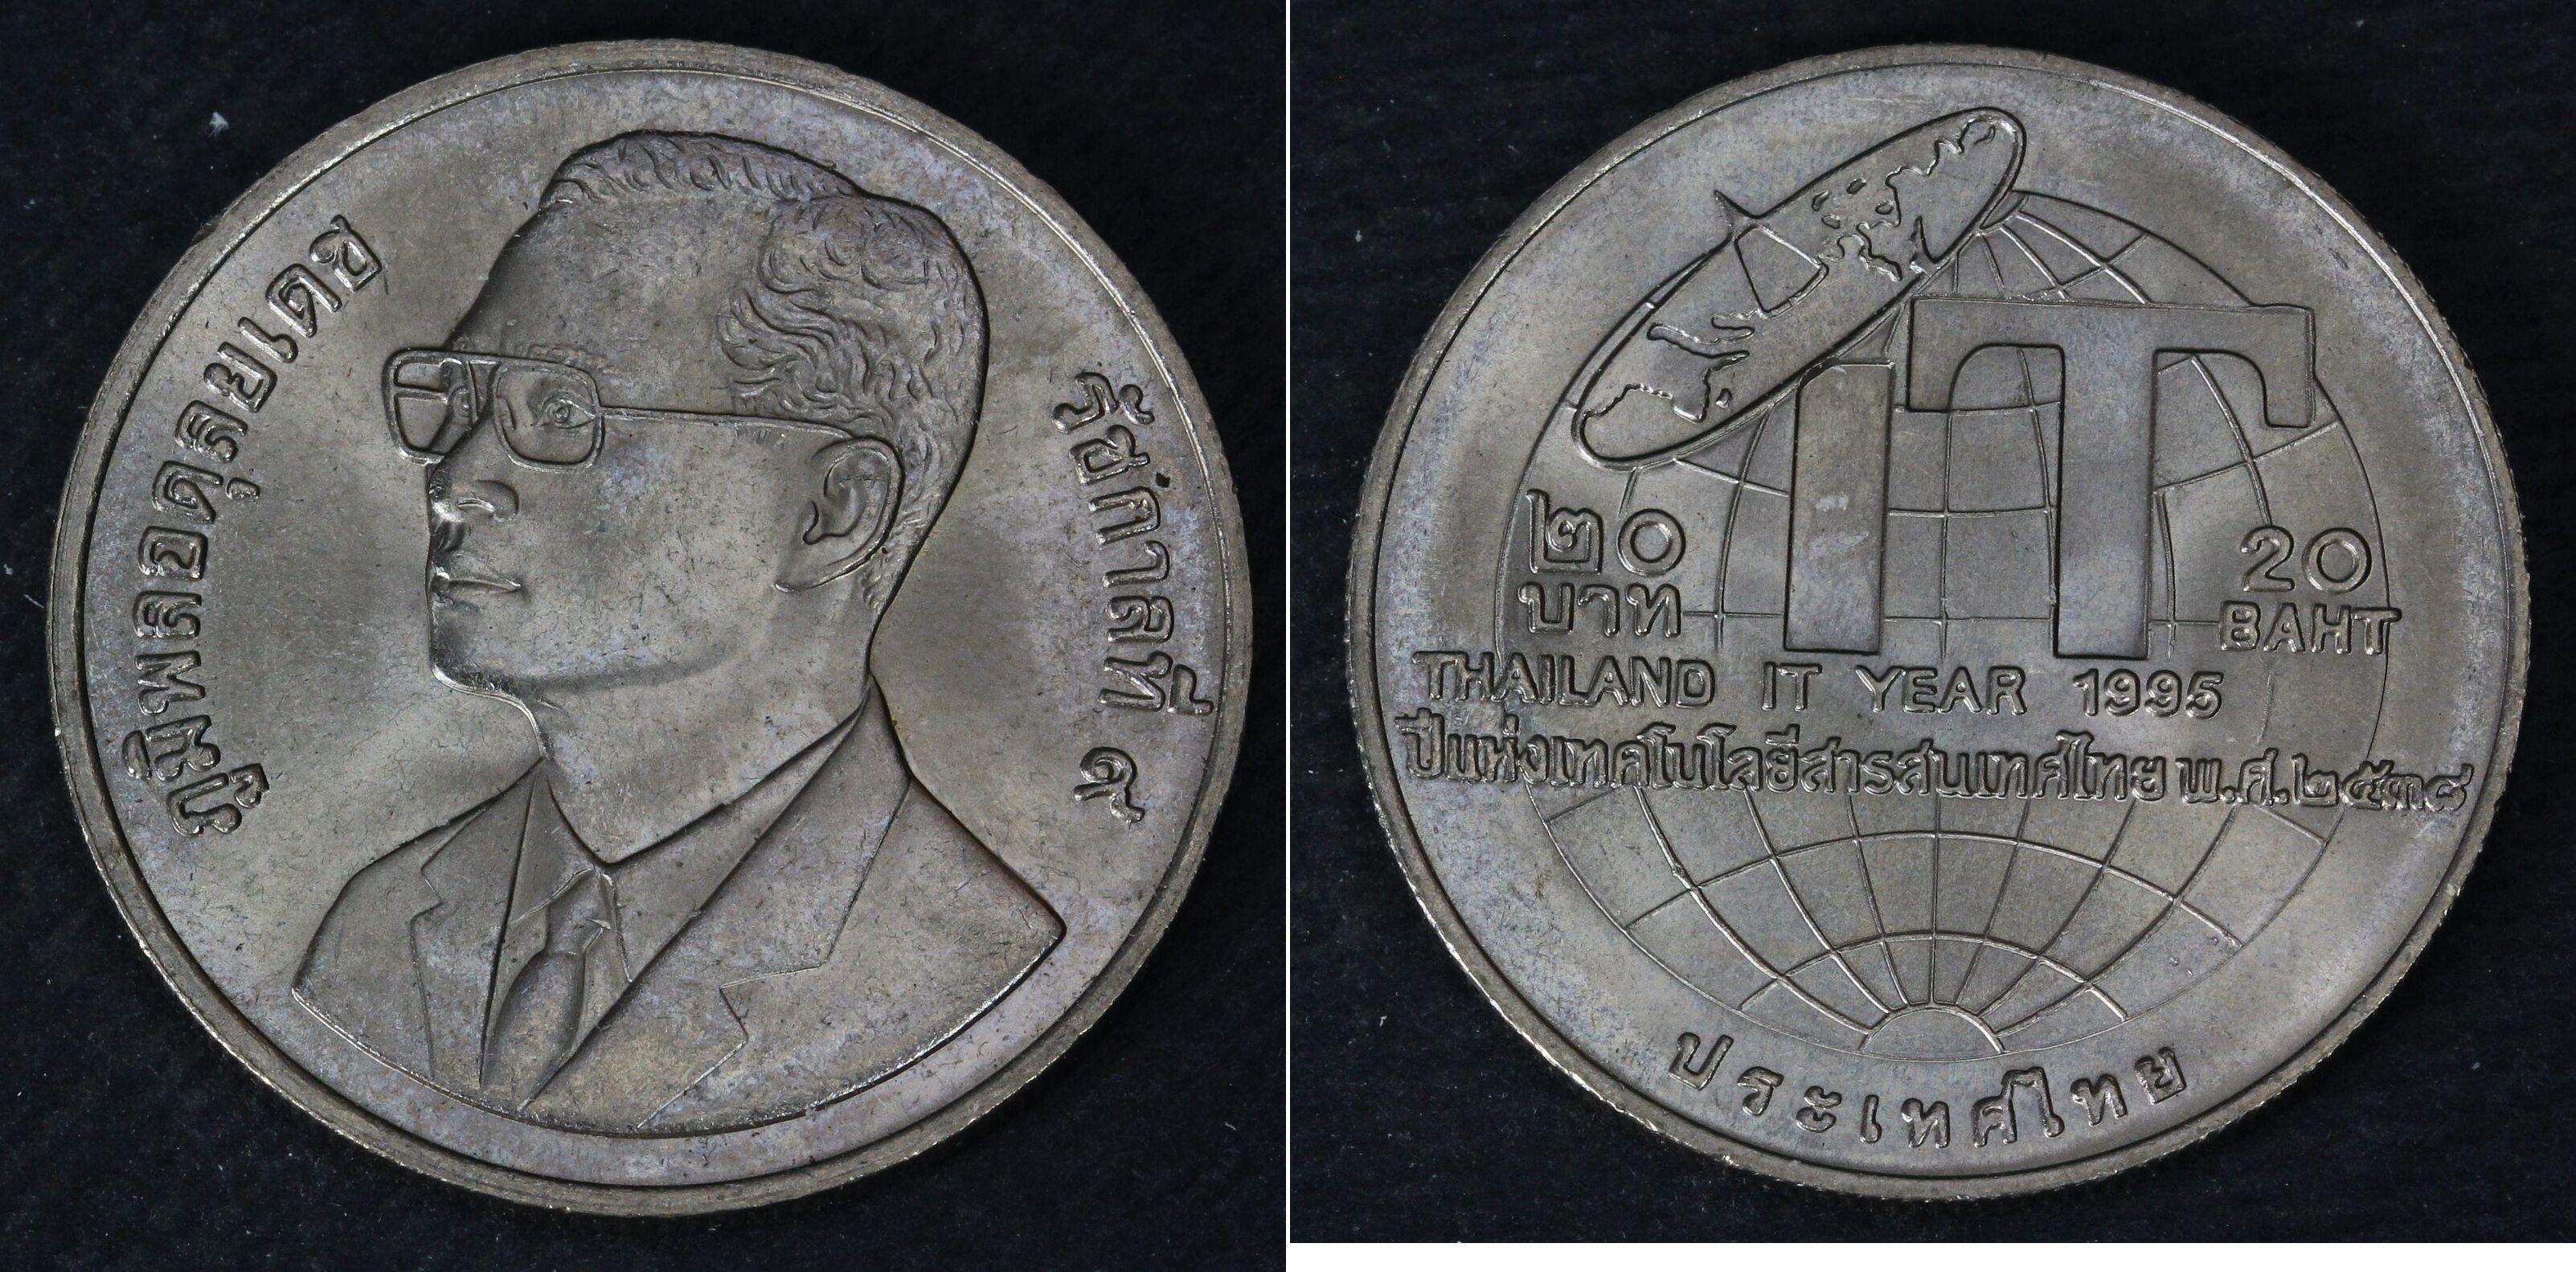 ภูมิพลอดุลยเดช
รัชกาลที่ ๙
IT
๒๐
บาท
20
BAHT
THAILAND IT YEAR 1995
ปีแห่งเทคโนโลยีสารสนเทศไทย พ.ศ.๒๕๓๘
ประเทศไทย